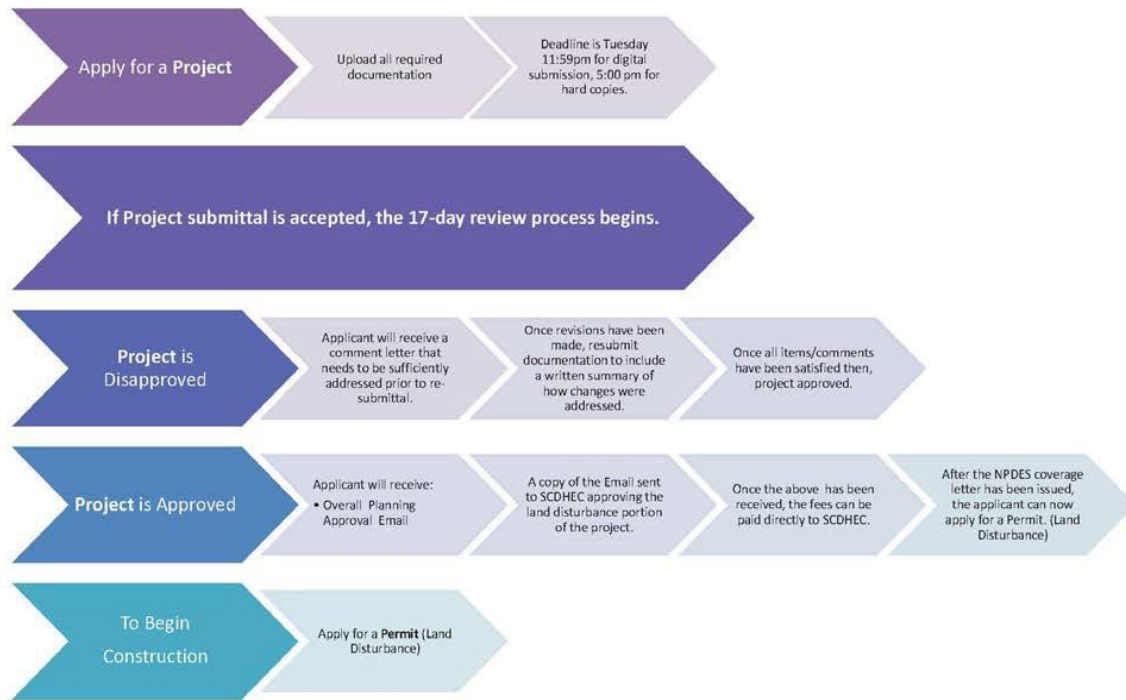 Apply for a Project
Upload all required
documentation
Deadline is Tuesday
11:59pm for digital
submission, 5:00 pm for
hard copies.
If Project submittal is accepted, the 17-day review process begins.
Project is
Disapproved
Applicant will receive a
comment letter that
needs to be sufficiently
addressed prior to re-
submittal.
Once revisions have been
made, resubmit
documentation to include
a written summary of
how changes were
addressed.
Once all items/comments
have been satisfied then,
project approved.
Project is Approved
Applicant will receive:
• Overall Planning
Approval Email
A copy of the Email sent
to SCDHEC approving the
land disturbance portion
of the project.
Once the above has been
received, the fees can be
paid directly to SCDHEC.
After the NPDES coverage
letter has been issued,
the applicant can now
apply for a Permit. (Land
Disturbance)
To Begin
Construction
Apply for a Permit (Land
Disturbance)